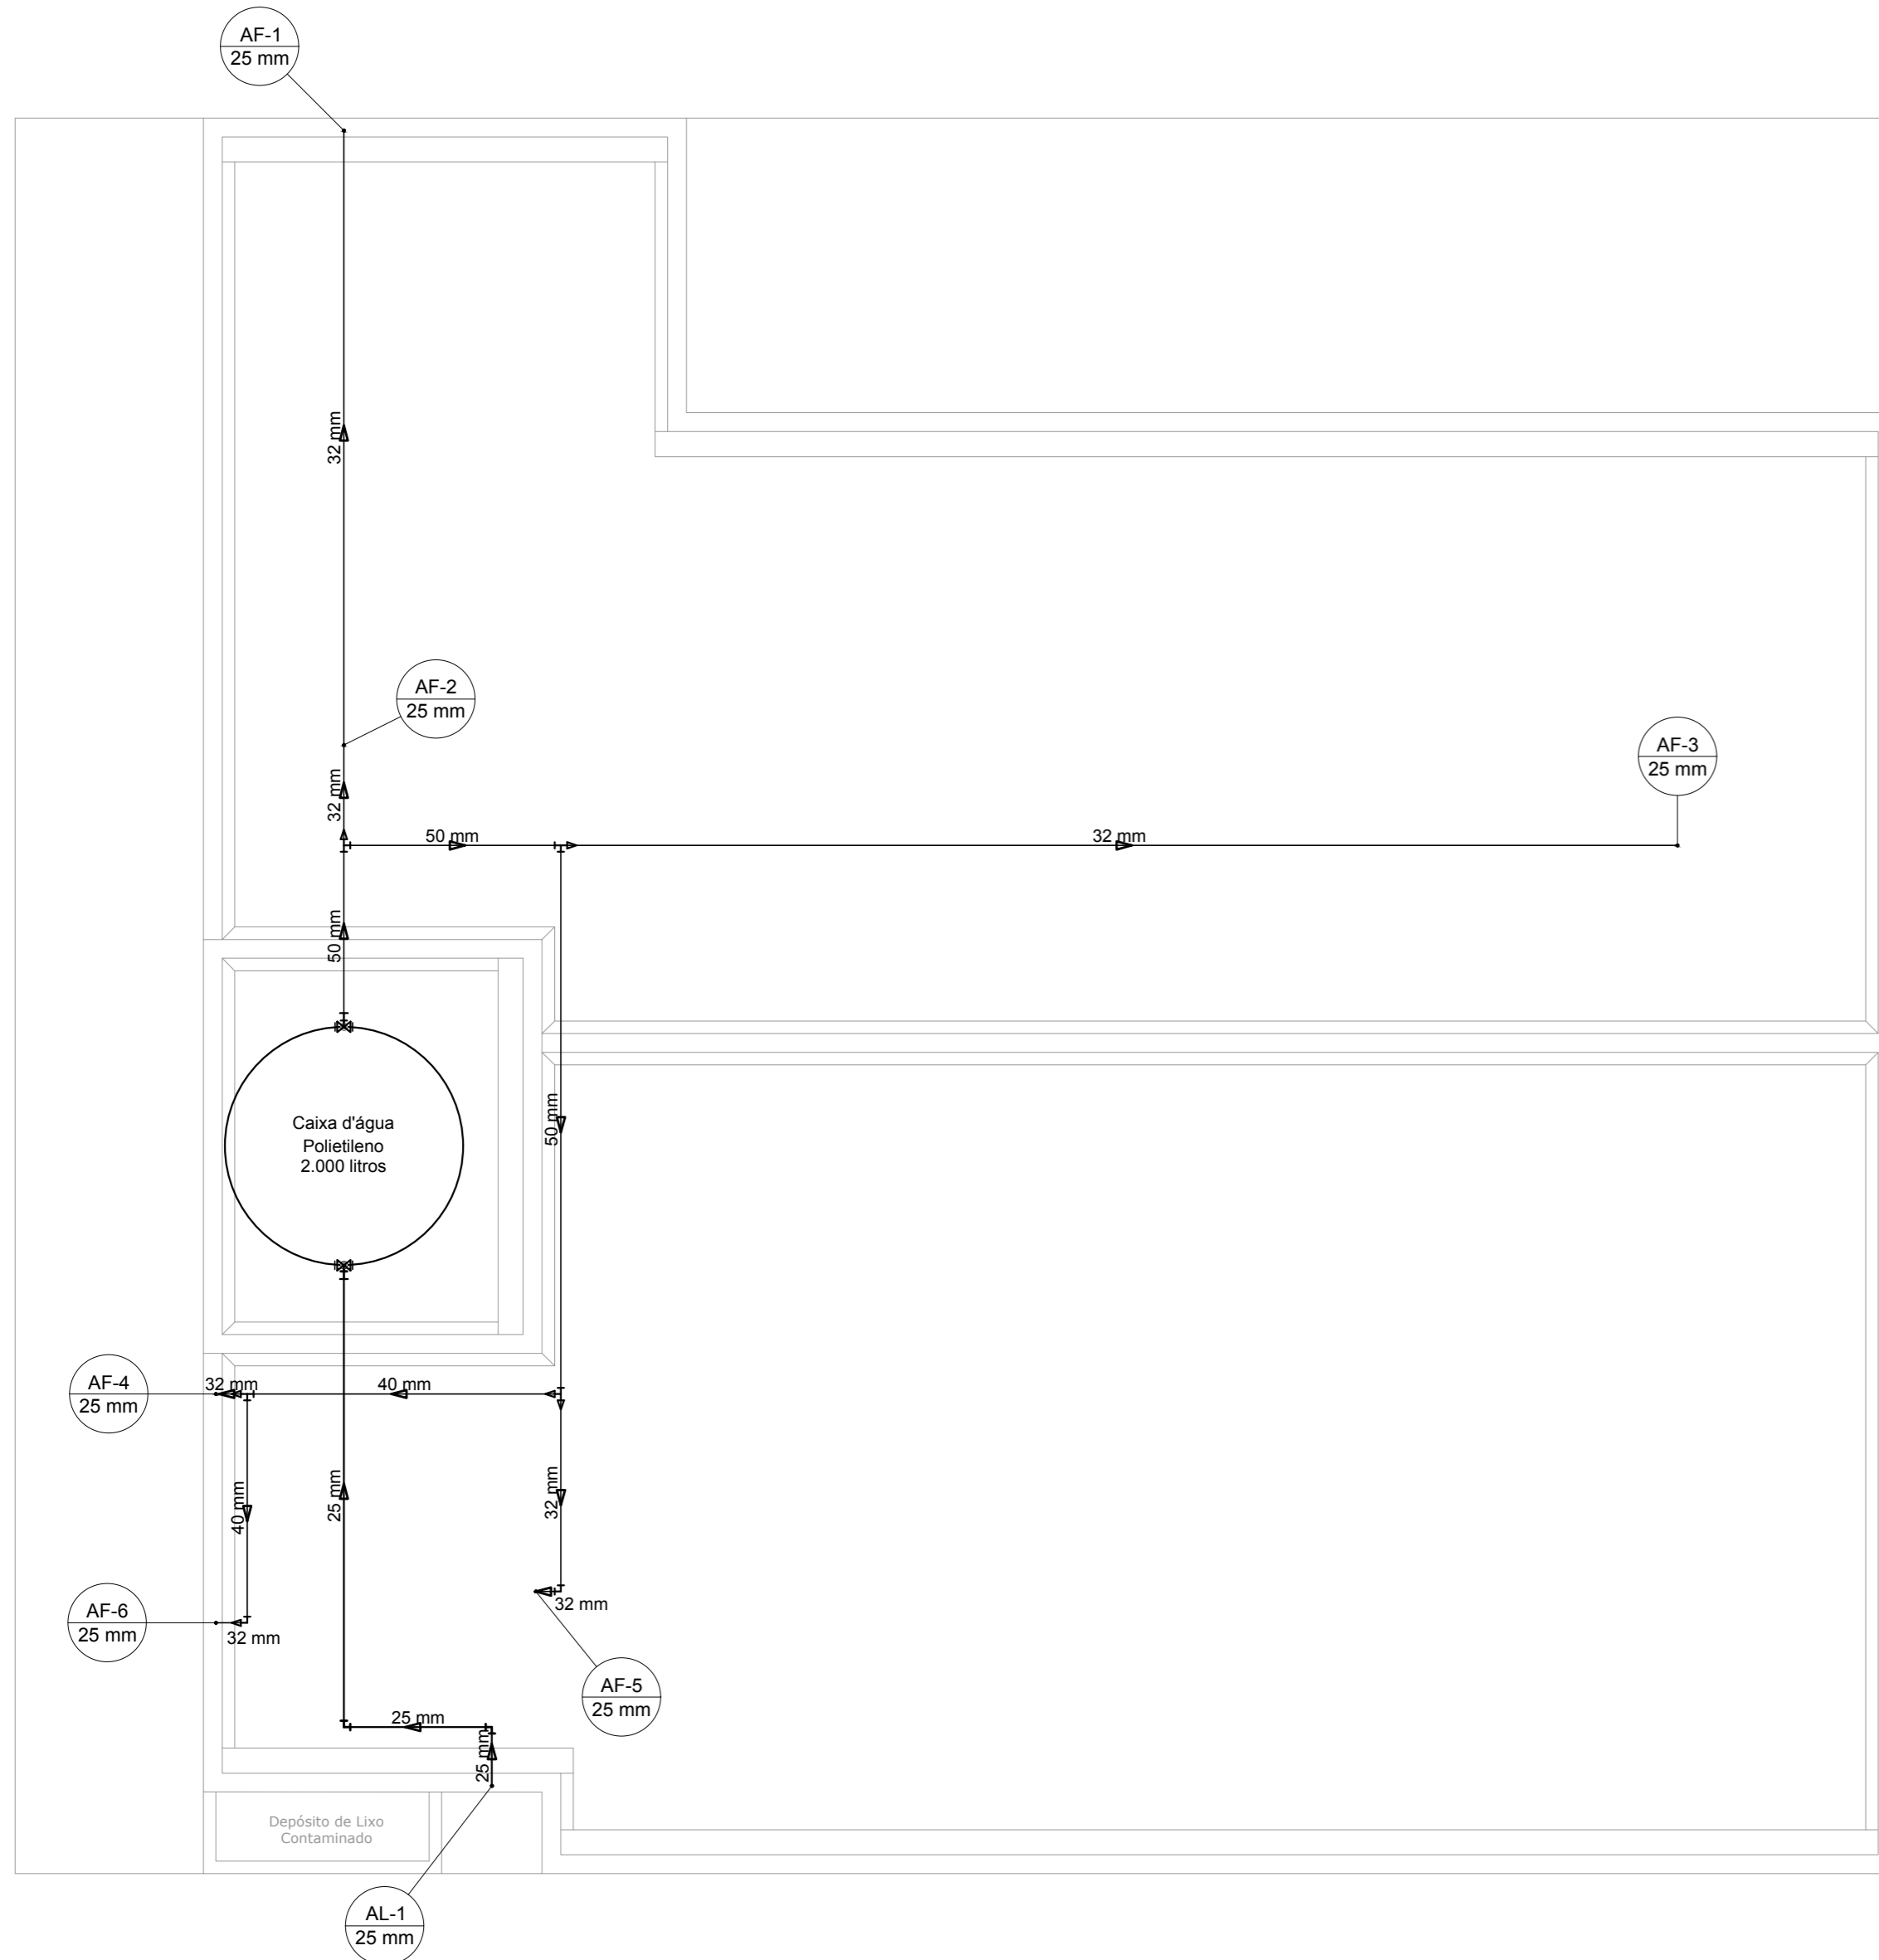 AF-1
25 mm
32 mm
AF-2
25 mm
AF-3
25 mm
32 mm
50 mm
32 mm
50 mm
Caixa d'água
Polietileno
2.000 litros
50 mm
AF-4
25 mm
32 mm
40 mm
40 mm
25 mm
32 mm
AF-6
25 mm
32 mm
32 mm
AF-5
25 mm
25 mm
25 mm
Depósito de Lixo
Contaminado
AL-1
25 mm